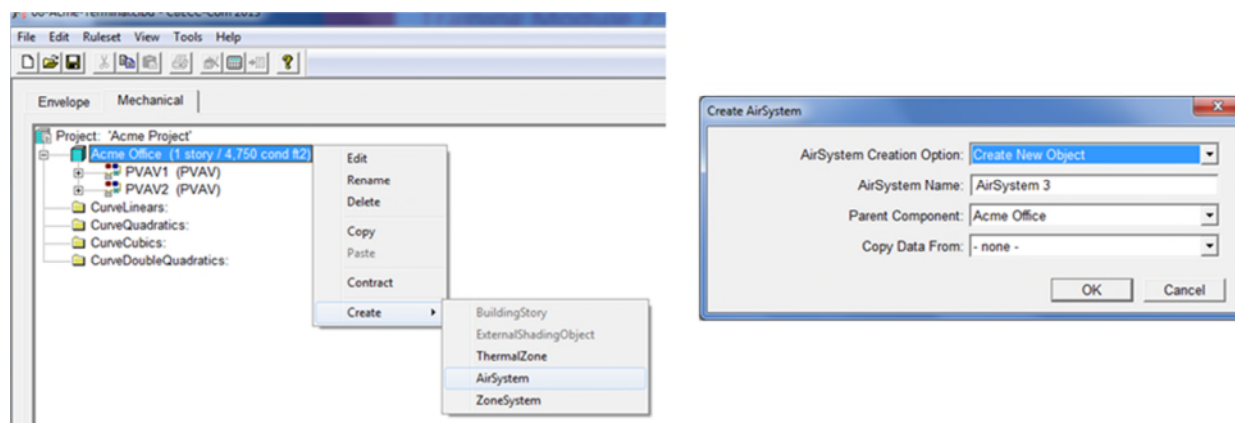 File Edit Ruleset View Tools Help
Envelope Mechanical
Project: 'Acme Project'
Acme Office (1 story / 4,750 cond ft2)
PVAV1 (PVAV)
PVAV2 (PVAV)
CurveLinears:
CurveQuadratics:
CurveCubics:
CurveDoubleQuadratics:
Edit
Rename
Delete
Copy
Paste
Contract
Create
BuildingStory
ExternalShadingObject
ThermalZone
AirSystem
ZoneSystem
Create AirSystem
AirSystem Creation Option: Create New Object
AirSystem Name: AirSystem 3
Parent Component: Acme Office
Copy Data From: - none -
OK Cancel